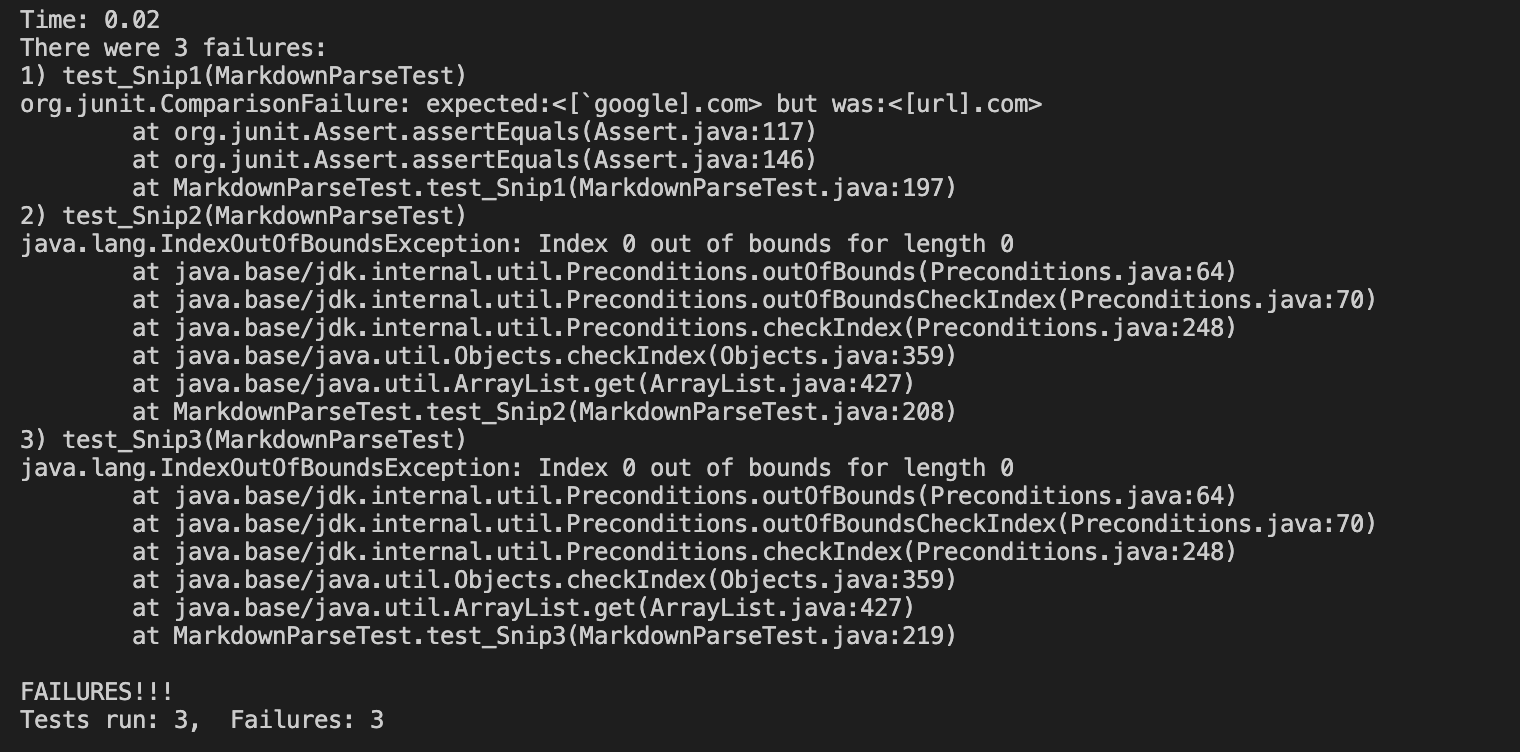 Time: 0.02
There were 3 failures:
1) test_Snip1(MarkdownParseTest)
org.junit.ComparisonFailure: expected:<[`google].com> but was:<[url].com>
        at org.junit.Assert.assertEquals(Assert.java:117)
        at org.junit.Assert.assertEquals(Assert.java:146)
        at MarkdownParseTest.test_Snip1(MarkdownParseTest.java:197)
2) test_Snip2(MarkdownParseTest)
java.lang.IndexOutOfBoundsException: Index 0 out of bounds for length 0
        at java.base/jdk.internal.util.Preconditions.outOfBounds(Preconditions.java:64)
        at java.base/jdk.internal.util.Preconditions.outOfBoundsCheckIndex(Preconditions.java:70)
        at java.base/jdk.internal.util.Preconditions.checkIndex(Preconditions.java:248)
        at java.base/java.util.Objects.checkIndex(Objects.java:359)
        at java.base/java.util.ArrayList.get(ArrayList.java:427)
        at MarkdownParseTest.test_Snip2(MarkdownParseTest.java:208)
3) test_Snip3(MarkdownParseTest)
java.lang.IndexOutOfBoundsException: Index 0 out of bounds for length 0
        at java.base/jdk.internal.util.Preconditions.outOfBounds(Preconditions.java:64)
        at java.base/jdk.internal.util.Preconditions.outOfBoundsCheckIndex(Preconditions.java:70)
        at java.base/jdk.internal.util.Preconditions.checkIndex(Preconditions.java:248)
        at java.base/java.util.Objects.checkIndex(Objects.java:359)
        at java.base/java.util.ArrayList.get(ArrayList.java:427)
        at MarkdownParseTest.test_Snip3(MarkdownParseTest.java:219)

FAILURES!!!
Tests run: 3,  Failures: 3